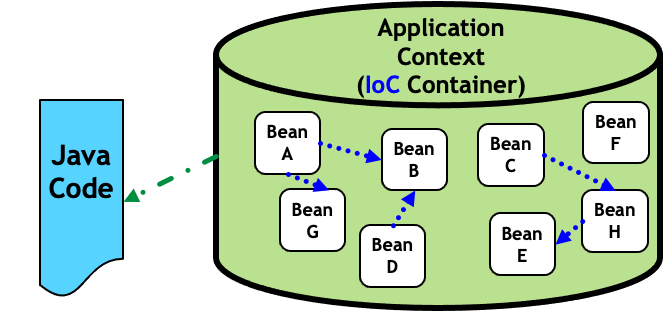 Application
Context
(IoC Container)
Java
Code
Bean
A
Bean
B
Bean
C
Bean
F
Bean
G
Bean
D
Bean
E
Bean
H